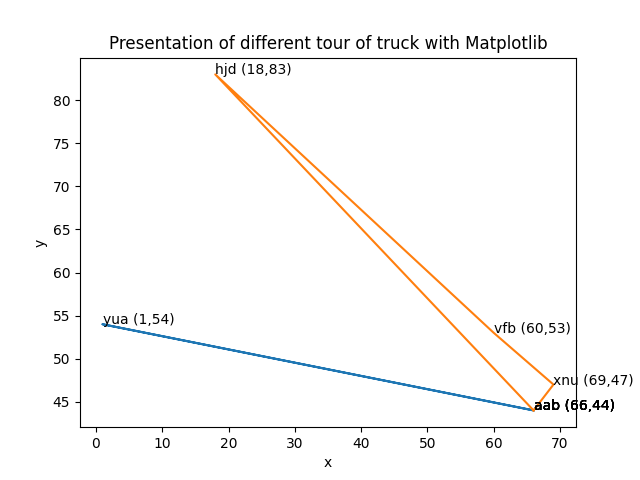 Presentation of different tour of truck with Matplotlib
hjd (18,83)
80
75
70
65
60
55
50
45
y
yua (1,54)
vfb (60,53)
xnu (69,47)
aab (66,44)
0 10 20 30 40 50 60 70
x